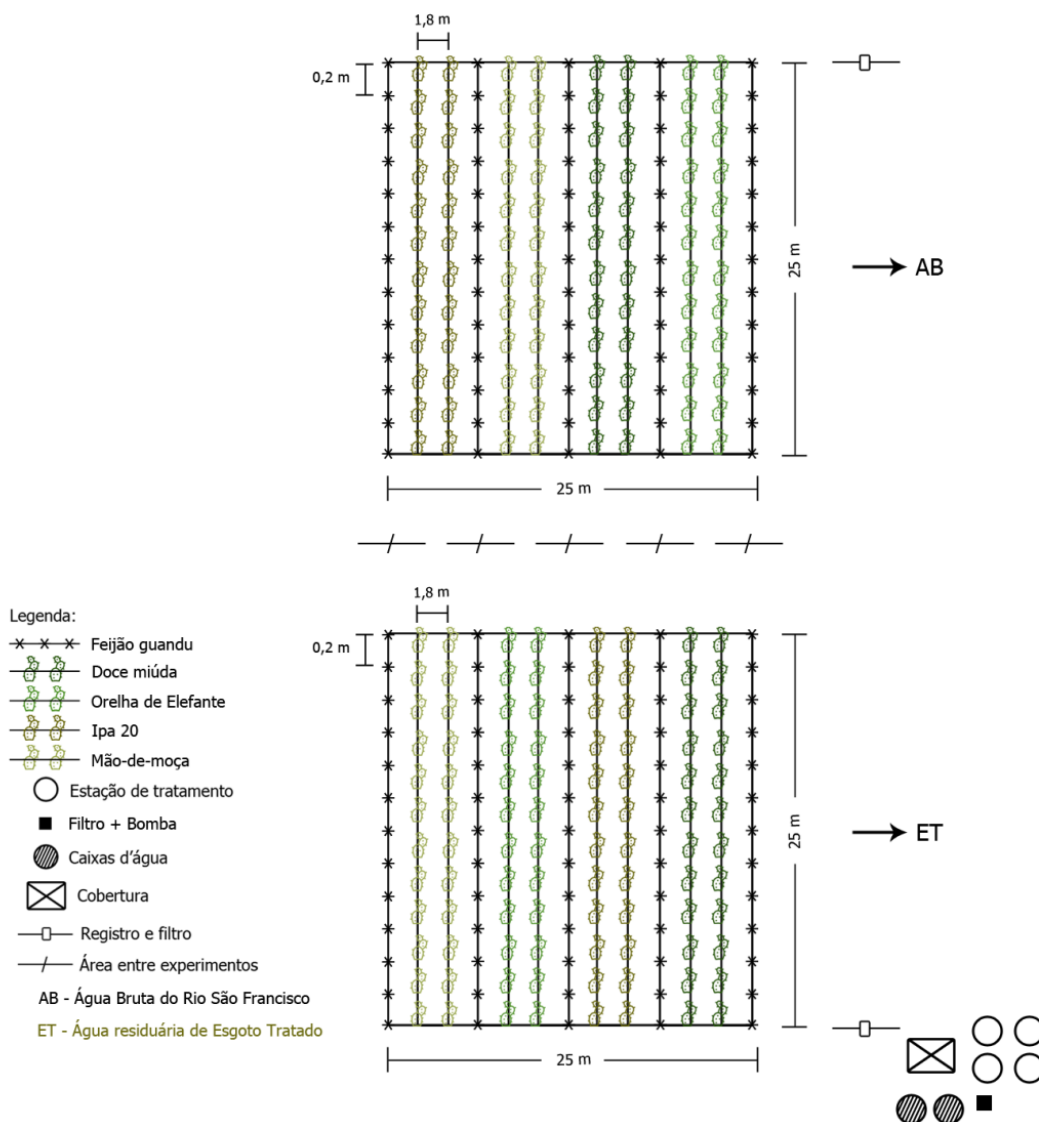 1,8 m
0,2 m
25 m
AB
25 m
1,8 m
0,2 m
25 m
ET
25 m
Legenda:
Feijão guandu
Doce miúda
Orelha de Elefante
Ipa 20
Mão-de-moça
Estação de tratamento
Filtro + Bomba
Caixas d'água
Cobertura
Registro e filtro
Área entre experimentos
AB - Água Bruta do Rio São Francisco
ET - Água residuária de Esgoto Tratado